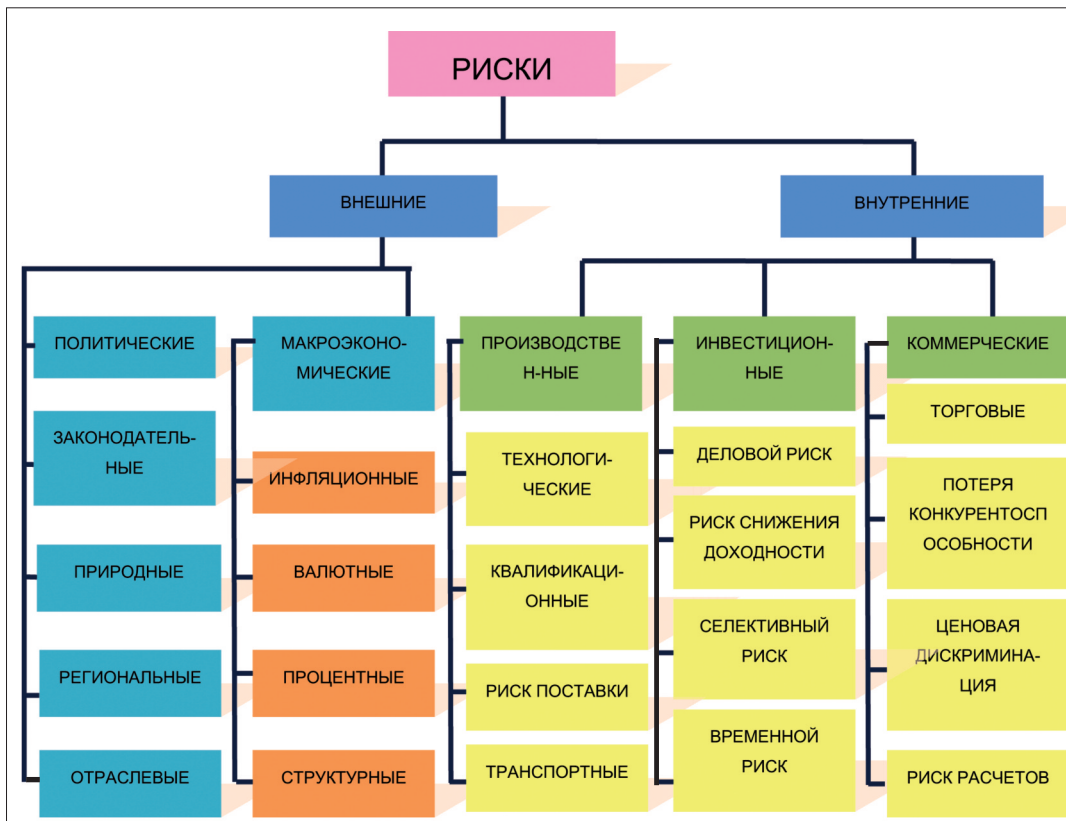 РИСКИ
ВНЕШНИЕ
ВНУТРЕННИЕ
ПОЛИТИЧЕСКИЕ
ЗАКОНОДАТЕЛЬ-
НЫЕ
ПРИРОДНЫЕ
РЕГИОНАЛЬНЫЕ
ОТРАСЛЕВЫЕ
МАКРОЭКОНО-
МИЧЕСКИЕ
ИНФЛЯЦИОННЫЕ
ВАЛЮТНЫЕ
ПРОЦЕНТНЫЕ
СТРУКТУРНЫЕ
ПРОИЗВОДСТВЕ
Н-НЫЕ
ТЕХНОЛОГИ-
ЧЕСКИЕ
КВАЛИФИКАЦИ-
ОННЫЕ
РИСК ПОСТАВКИ
ТРАНСПОРТНЫЕ
ИНВЕСТИЦИОН-
НЫЕ
ДЕЛОВОЙ РИСК
РИСК СНИЖЕНИЯ
ДОХОДНОСТИ
СЕЛЕКТИВНЫЙ
РИСК
ВРЕМЕННОЙ
РИСК
КОММЕРЧЕСКИЕ
ТОРГОВЫЕ
ПОТЕРЯ
КОНКУРЕНТОСП
ОСОБНОСТИ
ЦЕНОВАЯ
ДИСКРИМИНА-
ЦИЯ
РИСК РАСЧЕТОВ